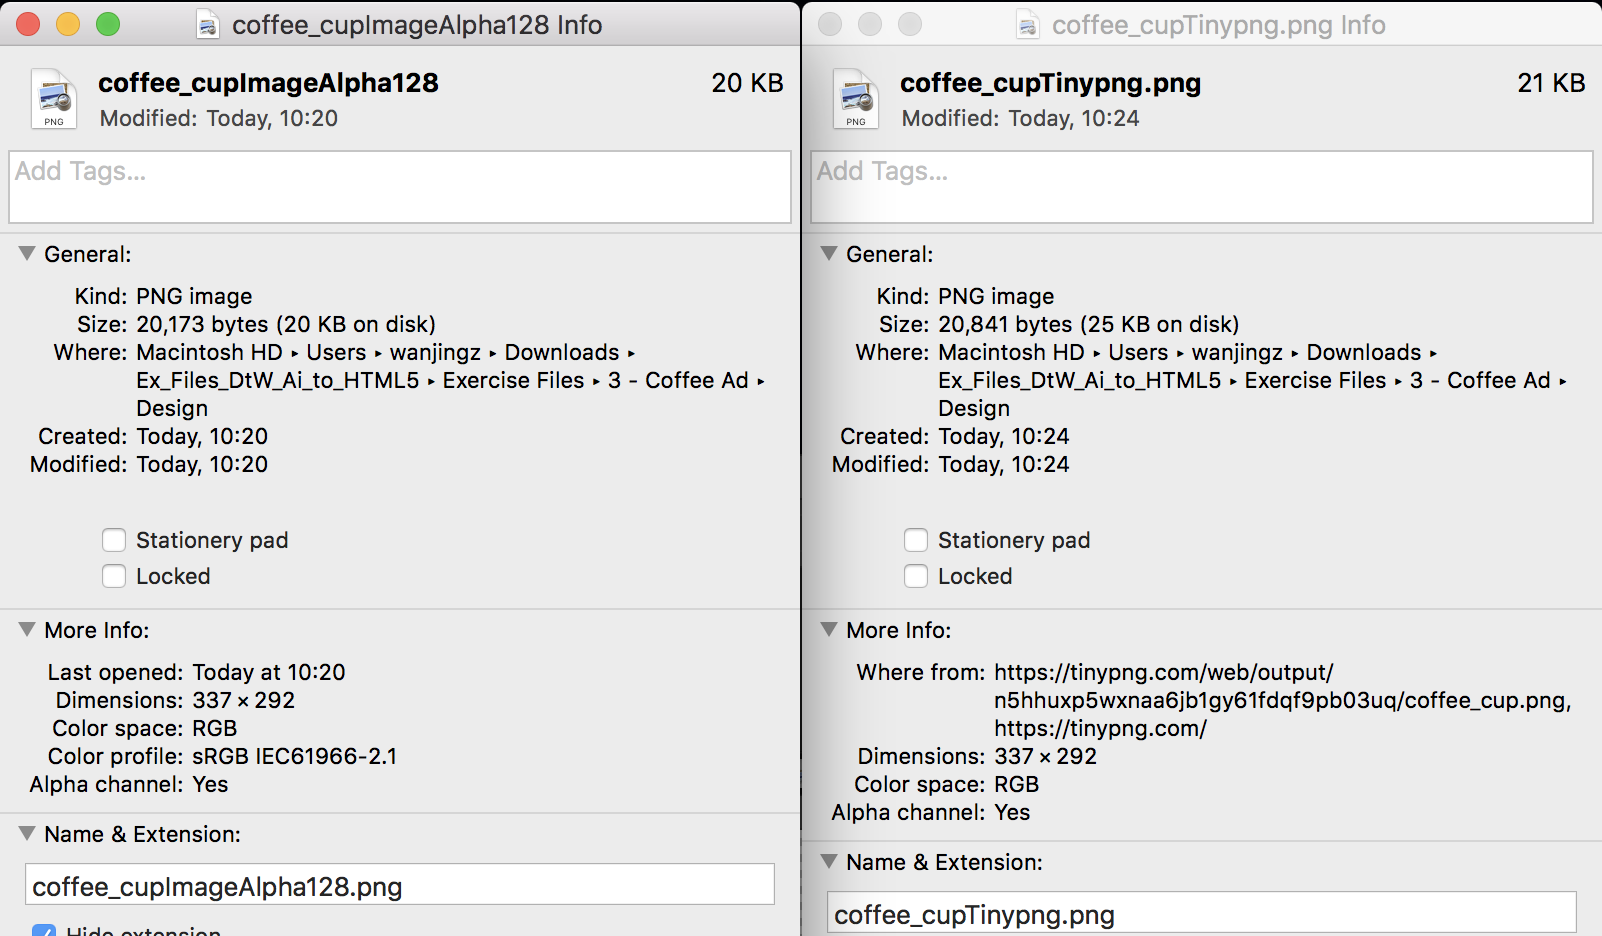 coffee_cupImageAlpha128 Info
PNG
coffee_cupImageAlpha128
20 KB
Modified: Today, 10:20
Add Tags...
General:
Kind: PNG image
Size: 20,173 bytes (20 KB on disk)
Where: Macintosh HD ▸ Users ▸ wanjingz ▸ Downloads ▸
Ex_Files_DtW_Ai_to_HTML5 ▸ Exercise Files ▸ 3 - Coffee Ad ▸
Design
Created: Today, 10:20
Modified: Today, 10:20
Stationery pad
Locked
More Info:
Last opened: Today at 10:20
Dimensions: 337 × 292
Color space: RGB
Color profile: sRGB IEC61966-2.1
Alpha channel: Yes
Name & Extension:
coffee_cupImageAlpha128.png
Hide extension
coffee_cupTinypng.png Info
PNG
coffee_cupTinypng.png
21 KB
Modified: Today, 10:24
Add Tags...
General:
Kind: PNG image
Size: 20,841 bytes (25 KB on disk)
Where: Macintosh HD ▸ Users ▸ wanjingz ▸ Downloads ▸
Ex_Files_DtW_Ai_to_HTML5 ▸ Exercise Files ▸ 3 - Coffee Ad ▸
Design
Created: Today, 10:24
Modified: Today, 10:24
Stationery pad
Locked
More Info:
Where from: https://tinypng.com/web/output/
n5hhuxp5wxnaa6jb1gy61fdqf9pb03uq/coffee_cup.png,
https://tinypng.com/
Dimensions: 337 × 292
Color space: RGB
Alpha channel: Yes
Name & Extension:
coffee_cupTinypng.png